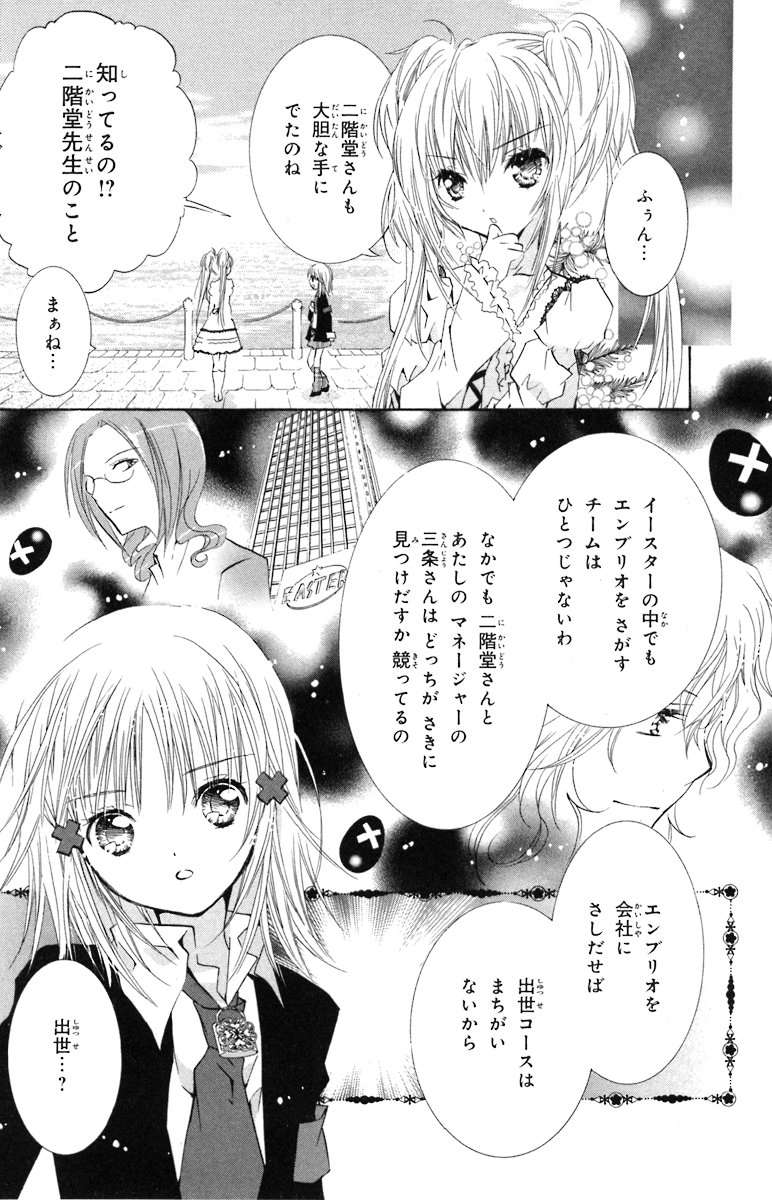 ふぅん…
二階堂さんも
大胆な手に
でたのね
知ってるの!?
二階堂先生のこと
まぁね…
イースターの中でも
エンブリオを さがす
チームは
ひとつじゃないわ
なかでも 二階堂さんと
あたしの マネージャーの
三条さんは どっちが さきに
見つけだすか 競ってるの
EASTER
エンブリオを
会社に
さしだせば
出世コースは
まちがい
ないから
出世…?